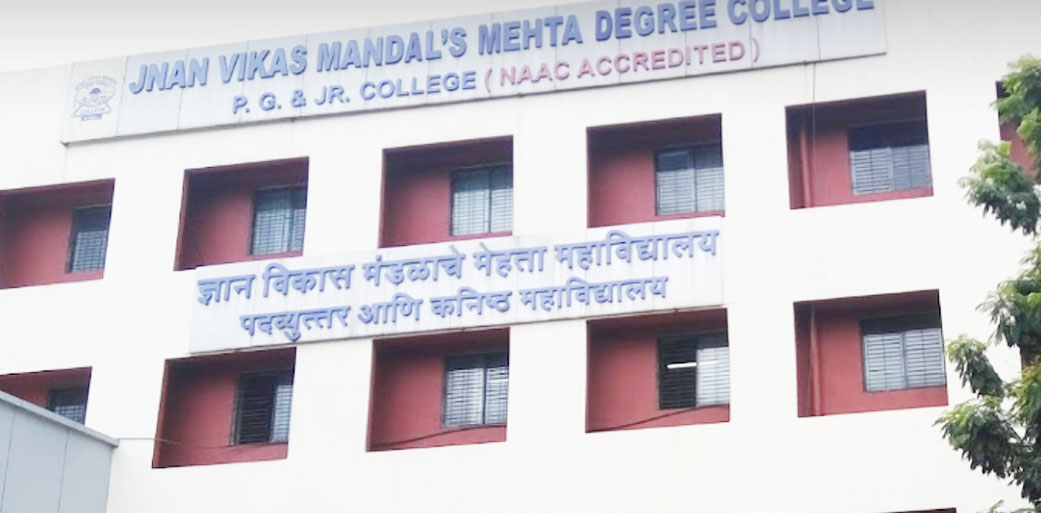 JNAN VIKAS MANDAL'S MEHTA DEGREE COLLEGE
P. G. & JR. COLLEGE ( NAAC ACCREDITED )
ज्ञान विकास मंडळाचे मेहता महाविद्यालय
पदव्युत्तर आणि कनिष्ठ महाविद्यालय